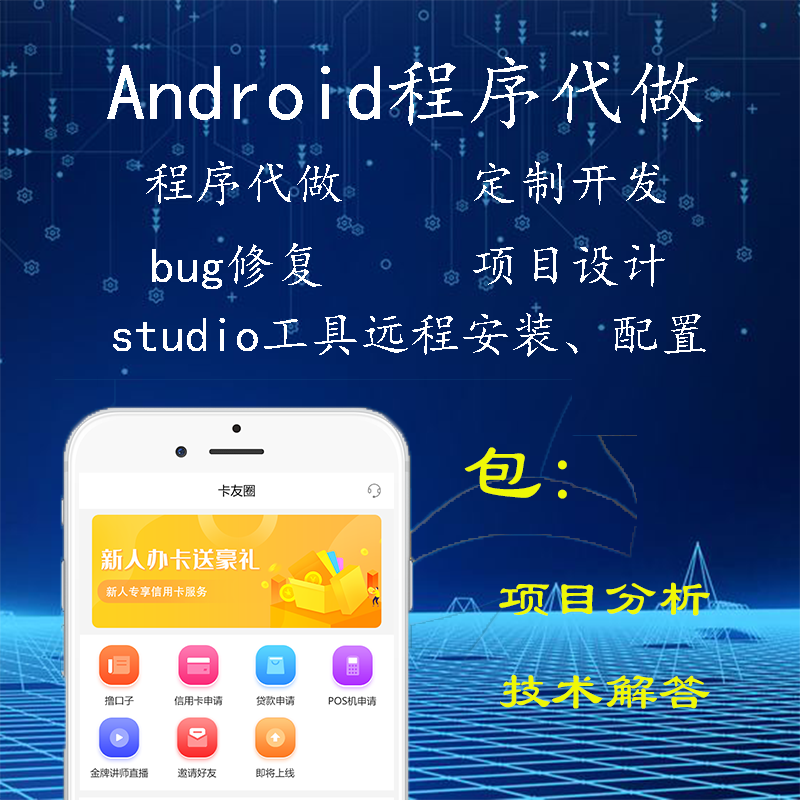 Android程序代做
程序代做 定制开发
bug修复 项目设计
studio工具远程安装、配置
包：
项目分析
技术解答
卡友圈
新人办卡送豪礼
新人专享信用卡服务
撸口子 信用卡申请 贷款申请 POS机申请
金牌讲师直播 邀请好友 即将上线